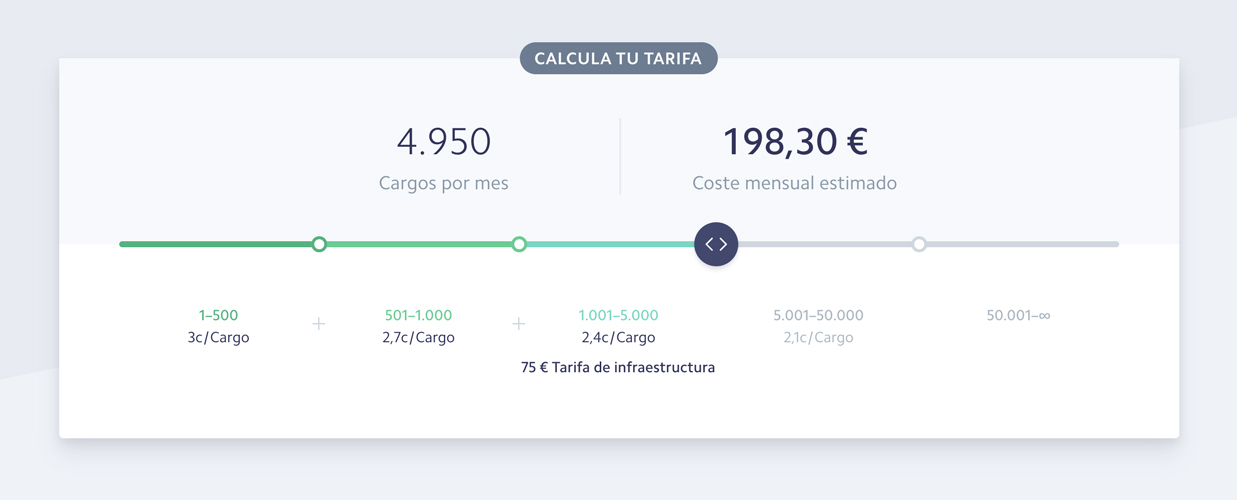 CALCULA TU TARIFA
4.950
Cargos por mes
198,30 €
Coste mensual estimado
1–500
3c/Cargo
+
501–1.000
2,7c/Cargo
+
1.001–5.000
2,4c/Cargo
5.001–50.000
2,1c/Cargo
50.001–∞
75 € Tarifa de infraestructura